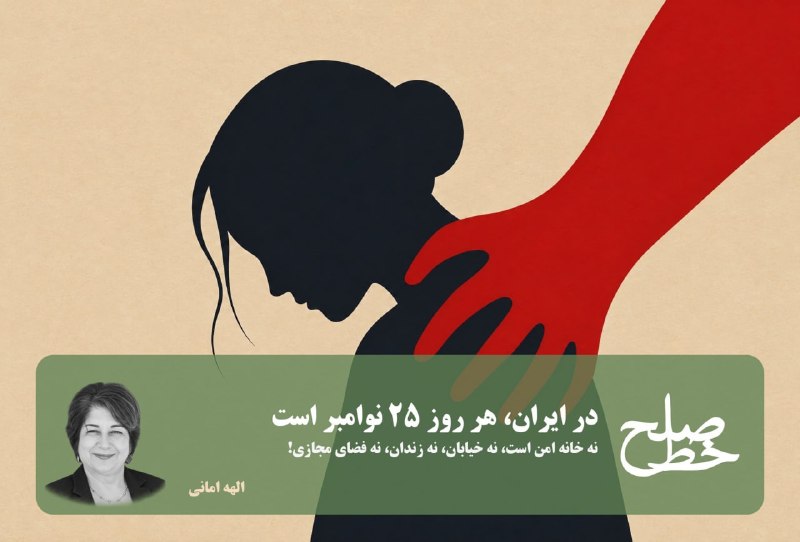 در ایران، هر روز ۲۵ نوامبر است
نه خانه امن است، نه خیابان، نه زندان، نه فضای مجازی!
الهه امانی
خط صلح